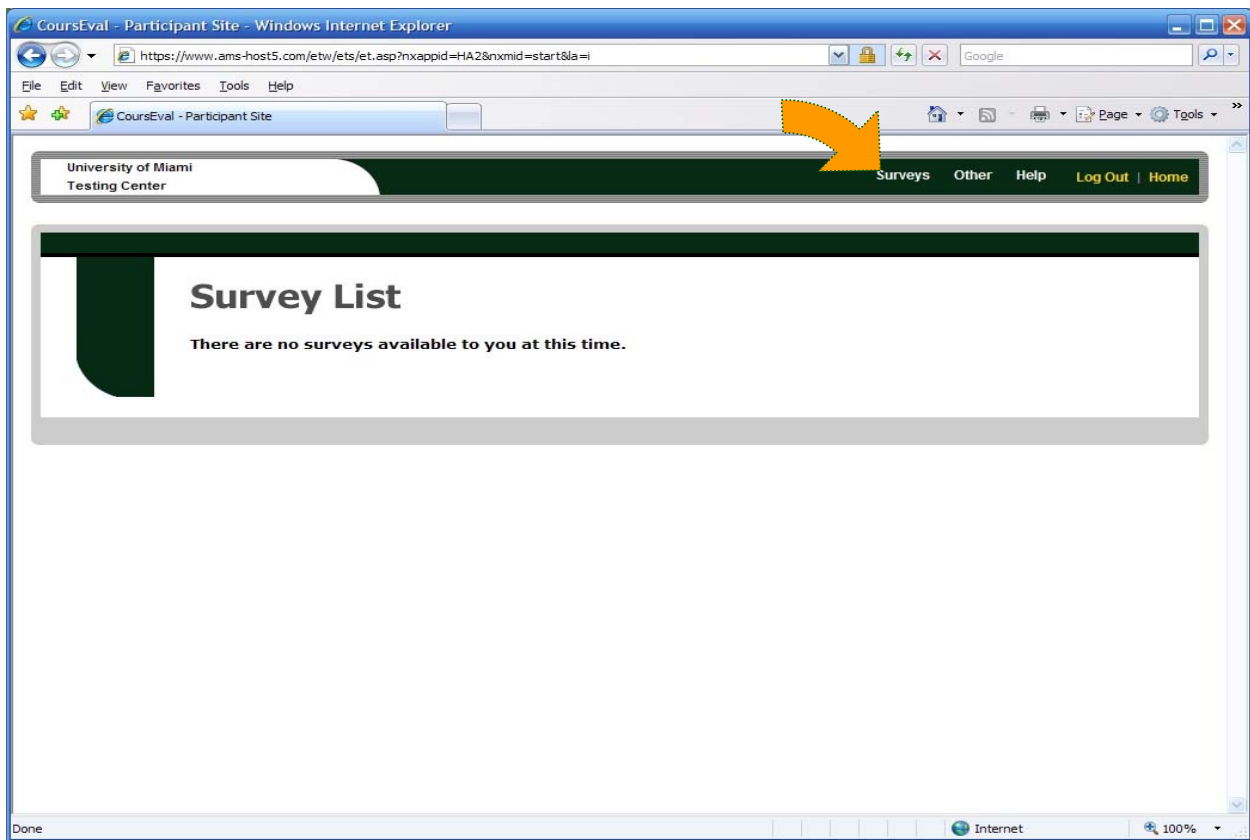 CoursEval - Participant Site - Windows Internet Explorer
https://www.ams-host5.com/etw/ets/et.asp?nxappid=HA2&nxmid=start&la=i
Google
File Edit View Favorites Tools Help
CoursEval - Participant Site
Page Tools
University of Miami
Testing Center
Surveys Other Help Log Out | Home
Survey List
There are no surveys available to you at this time.
Done
Internet
100%